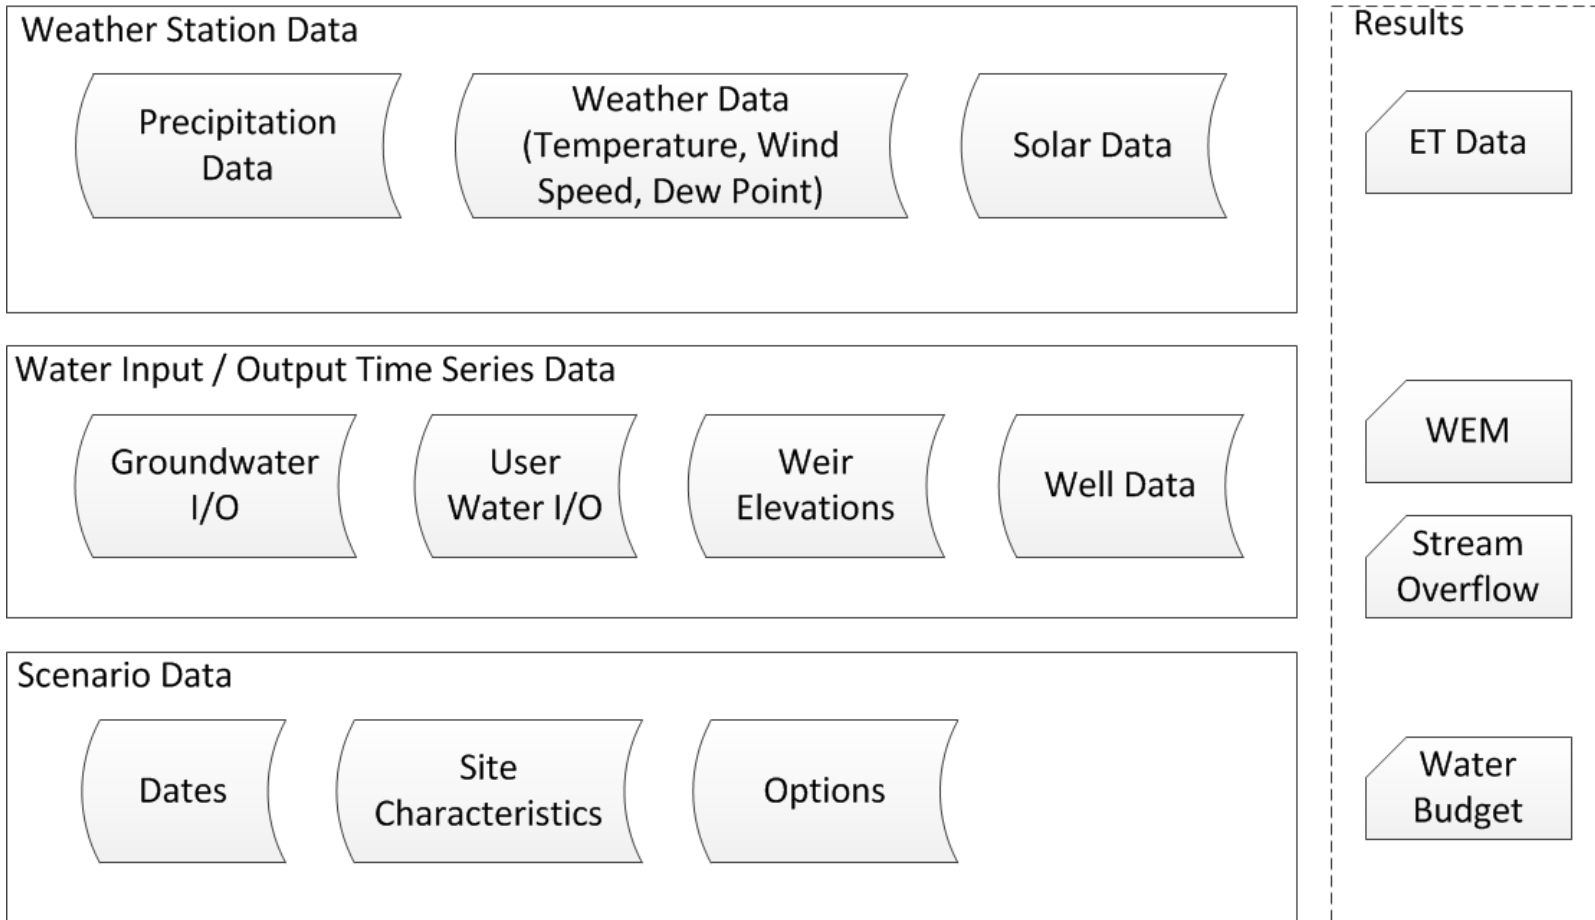 Weather Station Data
Precipitation
Data
Weather Data
(Temperature, Wind
Speed, Dew Point)
Solar Data
Water Input / Output Time Series Data
Groundwater
I/O
User
Water I/O
Weir
Elevations
Well Data
Scenario Data
Dates
Site
Characteristics
Options
Results
ET Data
WEM
Stream
Overflow
Water
Budget